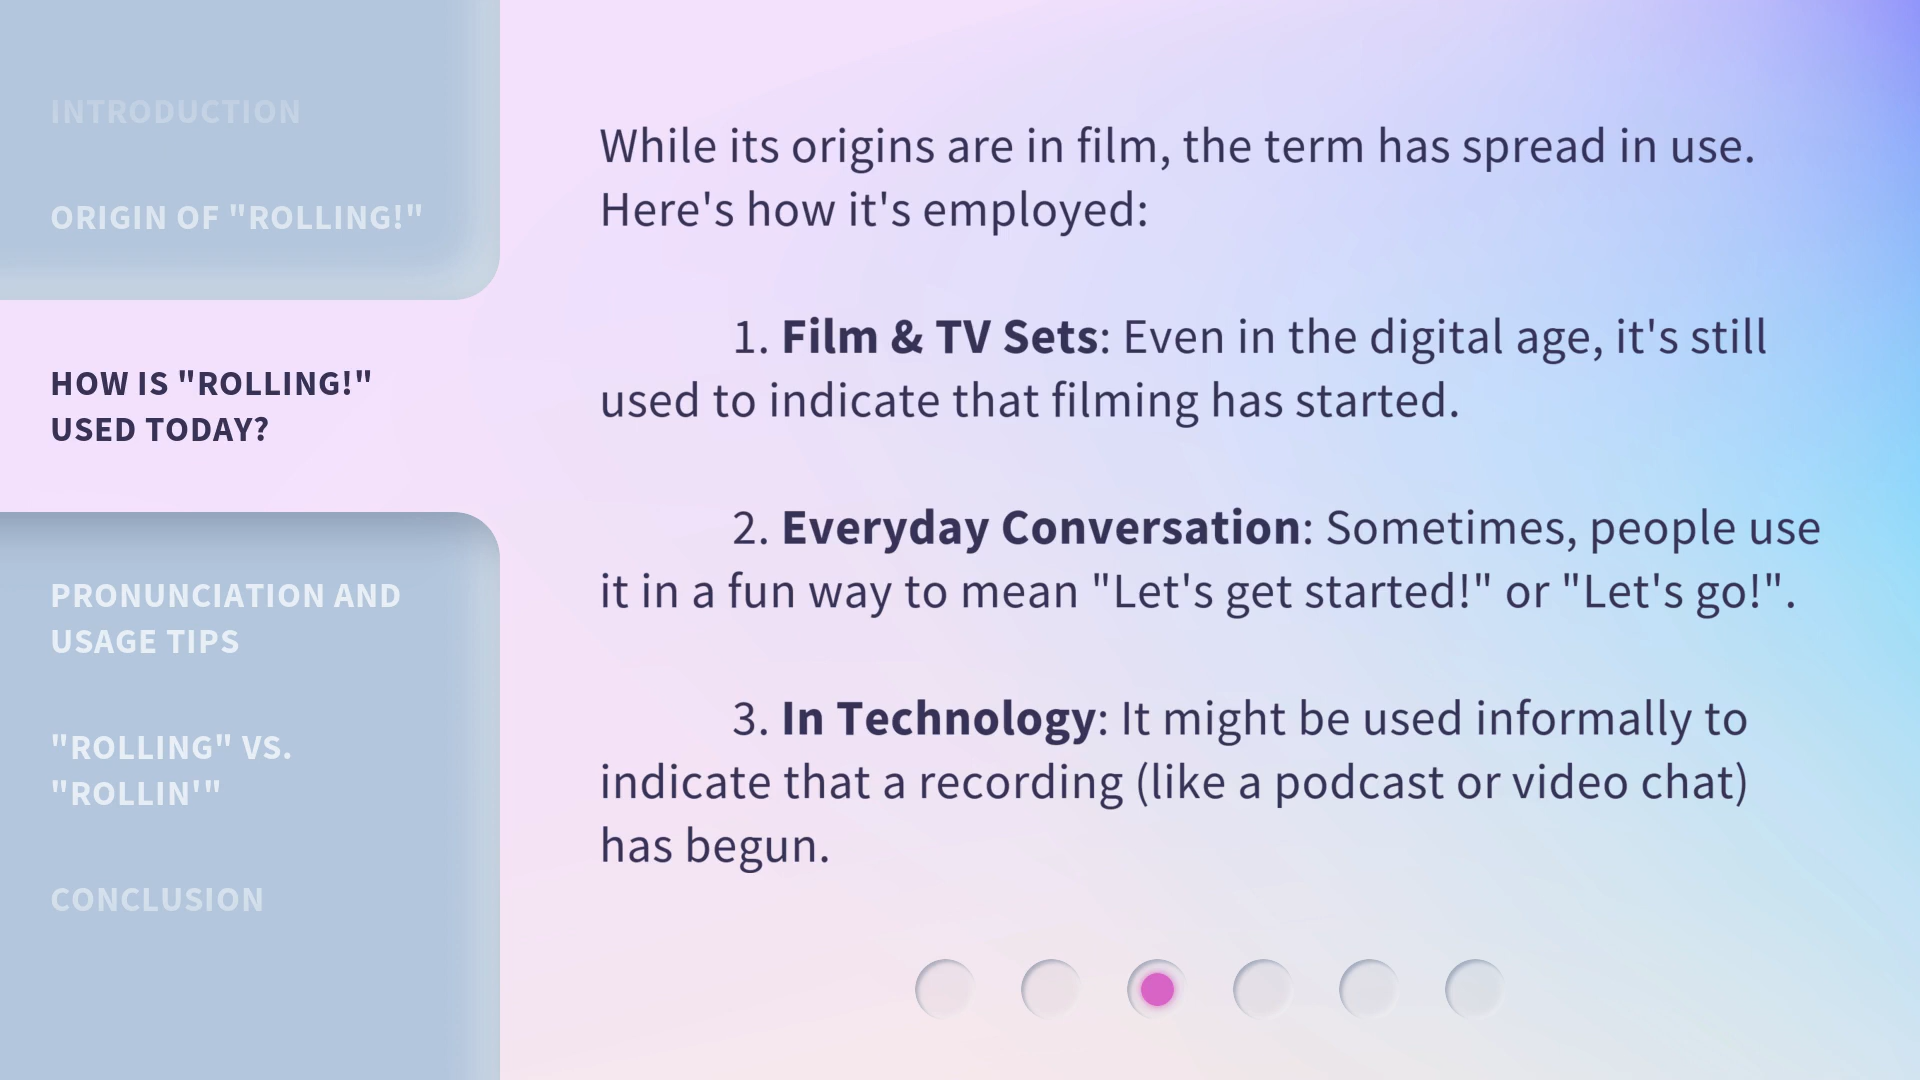 INTRODUCTION
ORIGIN OF "ROLLING!"
HOW IS "ROLLING!"
USED TODAY?
PRONUNCIATION AND
USAGE TIPS
"ROLLING" VS.
"ROLLIN'"
CONCLUSION
While its origins are in film, the term has spread in use.
Here's how it's employed:
1. Film & TV Sets: Even in the digital age, it's still
used to indicate that filming has started.
2. Everyday Conversation: Sometimes, people use
it in a fun way to mean "Let's get started!" or "Let's go!".
3. In Technology: It might be used informally to
indicate that a recording (like a podcast or video chat)
has begun.